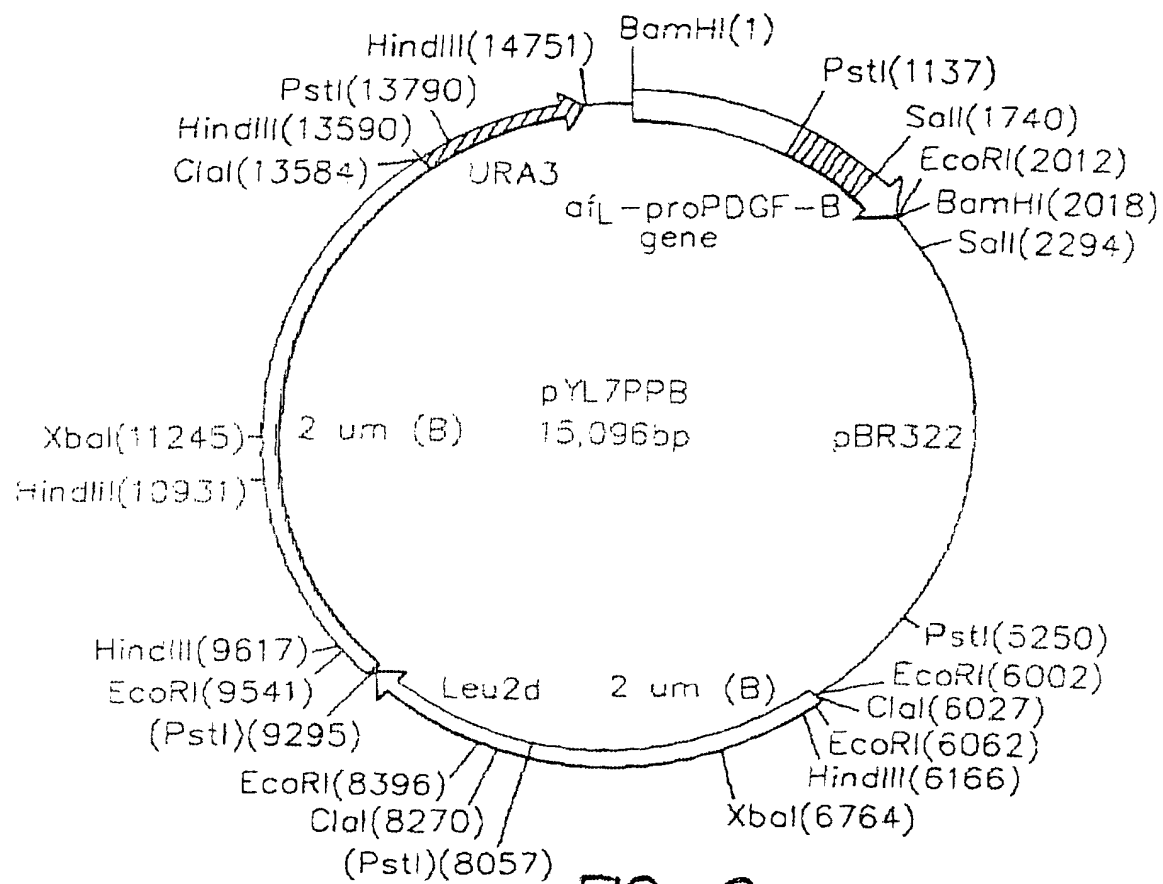 BamHI(1)
HindIII(14751)
PstI(13790)
HindIII(13590)
ClaI(13584)
URA3
PstI(1137)
SalI(1740)
EcoRI(2012)
BamHI(2018)
SalI(2294)
afL-proPDGF-B
gene
pYL7PPB
15,096bp
pBR322
XbaI(11245)
2 um (B)
HindIII(10931)
HindIII(9617)
EcoRI(9541)
(PstI)(9295)
Leu2d
2 um (B)
PstI(5250)
EcoRI(6002)
ClaI(6027)
EcoRI(6062)
HindIII(6166)
XbaI(6764)
EcoRI(8396)
ClaI(8270)
(PstI)(8057)